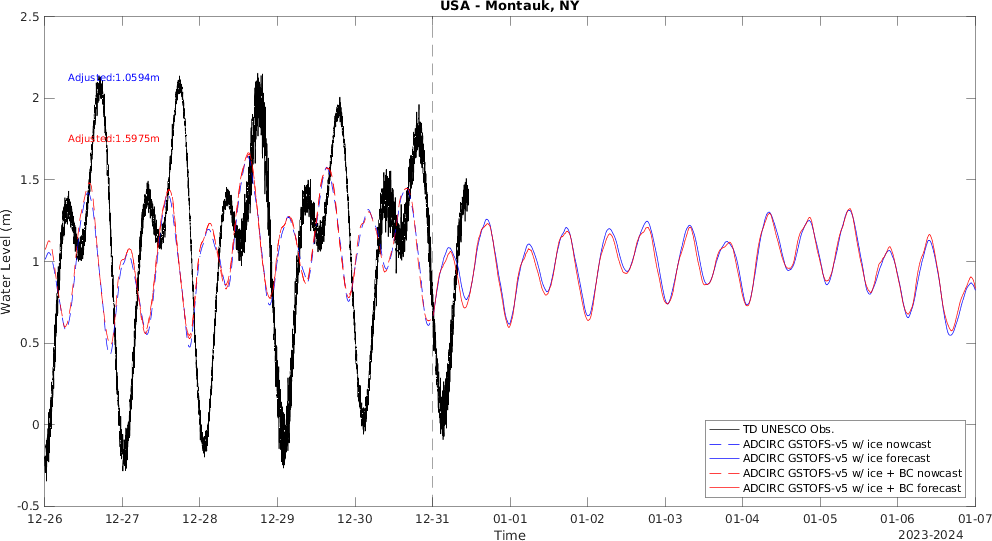 USA - Montauk, NY
2.5
2
1.5
1
0.5
0
-0.5
Water Level (m)
Adjusted:1.0594m
Adjusted:1.5975m
TD UNESCO Obs.
ADCIRC GSTOFS-v5 w/ ice nowcast
ADCIRC GSTOFS-v5 w/ ice forecast
ADCIRC GSTOFS-v5 w/ ice + BC nowcast
ADCIRC GSTOFS-v5 w/ ice + BC forecast
12-26 12-27 12-28 12-29 12-30 12-31 01-01 01-02 01-03 01-04 01-05 01-06 01-07
Time
2023-2024